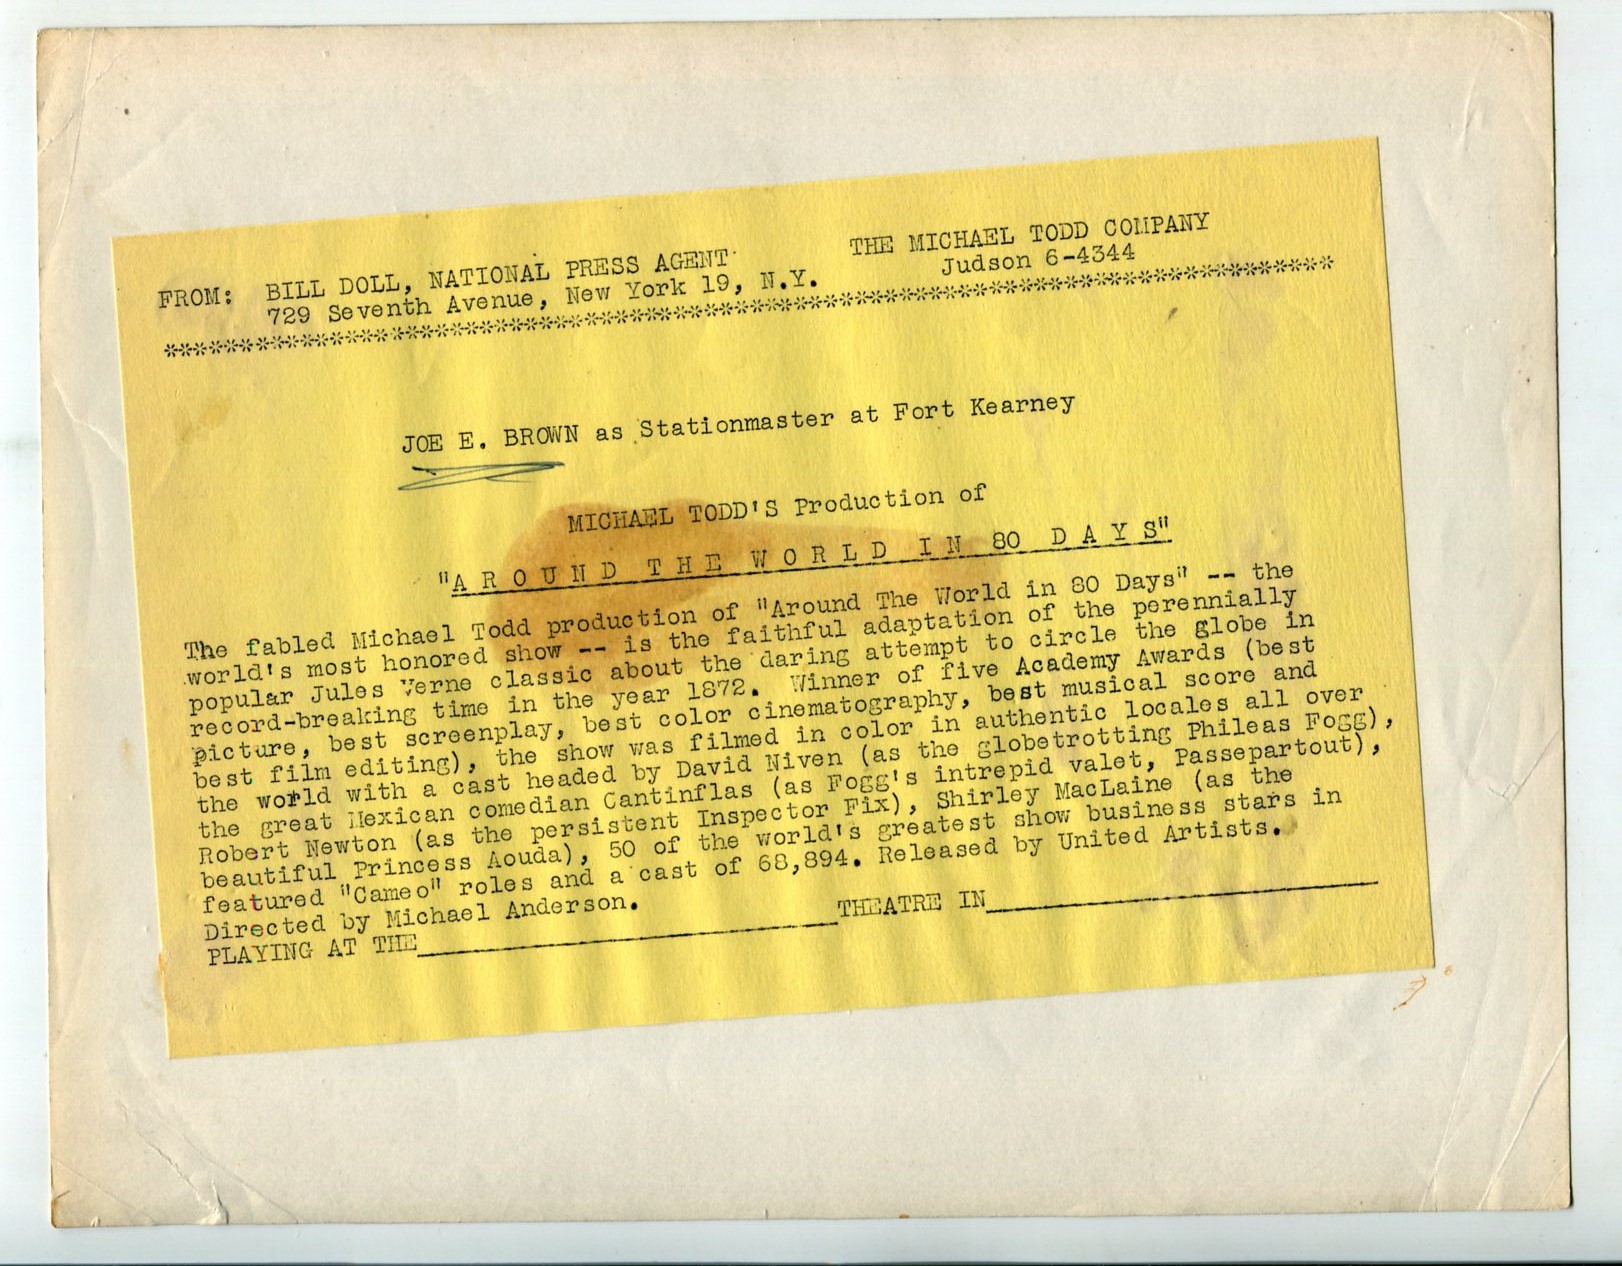 FROM: BILL DOLL, NATIONAL PRESS AGENT THE MICHAEL TODD COMPANY
729 Seventh Avenue, New York 19, N.Y. Judson 6-4344
******************************************************************************
JOE E. BROWN as Stationmaster at Fort Kearney
MICHAEL TODD'S Production of
"A R O U N D T H E W O R L D I N 80 D A Y S"
The fabled Michael Todd production of "Around The World in 80 Days" -- the
world's most honored show -- is the faithful adaptation of the perennially
popular Jules Verne classic about the daring attempt to circle the globe in
record-breaking time in the year 1872. Winner of five Academy Awards (best
picture, best screenplay, best color cinematography, best musical score and
best film editing), the show was filmed in color in authentic locales all over
the world with a cast headed by David Niven (as the globetrotting Phileas Fogg),
the great Mexican comedian Cantinflas (as Fogg's intrepid valet, Passepartout),
Robert Newton (as the persistent Inspector Fix), Shirley MacLaine (as the
beautiful Princess Aouda), 50 of the world's greatest show business stars in
featured "Cameo" roles and a cast of 68,894. Released by United Artists.
Directed by Michael Anderson.
PLAYING AT THE____________________________THEATRE IN__________________________